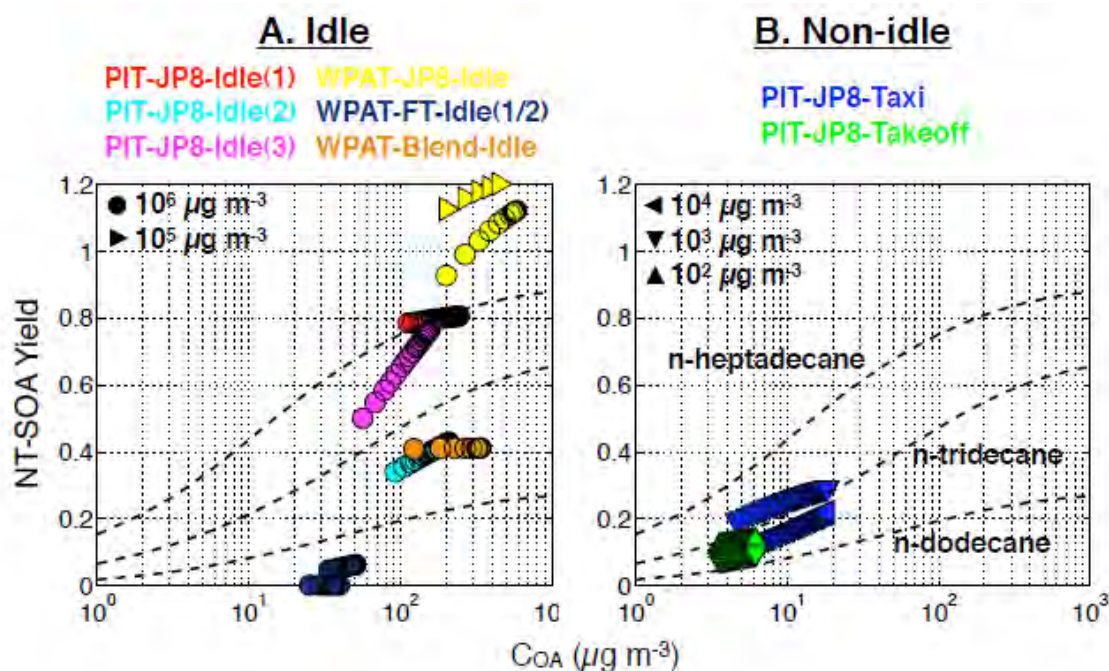 A. Idle
B. Non-idle
PIT-JP8-Idle(1) WPAT-JP8-Idle
PIT-JP8-Idle(2) WPAT-FT-Idle(1/2)
PIT-JP8-Idle(3) WPAT-Blend-Idle
PIT-JP8-Taxi
PIT-JP8-Takeoff
NT-SOA Yield
1.2
1
0.8
0.6
0.4
0.2
0
10⁶ µg m⁻³
10⁵ µg m⁻³
10⁰ 10¹ 10² 10
1.2
1
0.8
0.6
0.4
0.2
0
10⁴ µg m⁻³
10³ µg m⁻³
10² µg m⁻³
n-heptadecane
n-tridecane
n-dodecane
10⁰ 10¹ 10² 10³
C_OA (µg m⁻³)